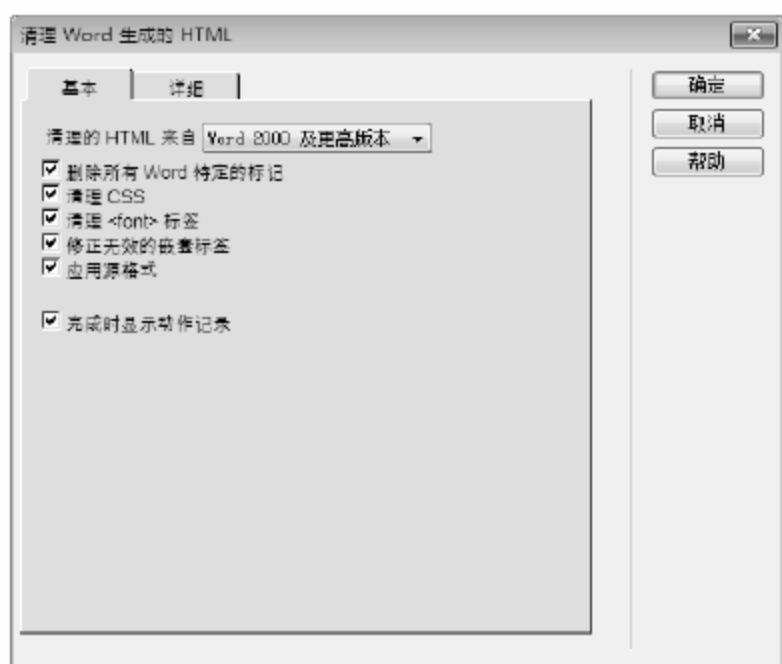 清理 Word 生成的 HTML
基本 详细
清理的 HTML 来自 Word 2000 及更高版本
删除所有 Word 特定的标记
清理 CSS
清理 <font> 标签
修正无效的嵌套标签
应用源格式
完成时显示动作记录
确定
取消
帮助